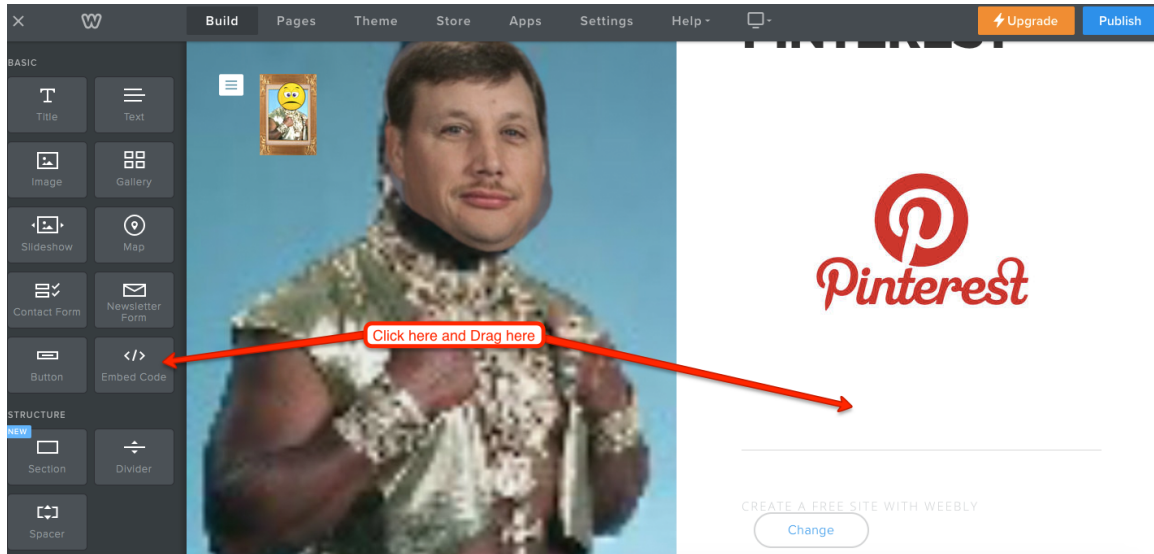 Build Pages Theme Store Apps Settings Help Upgrade Publish
BASIC
Title Text
Image Gallery
Slideshow Map
Contact Form Newsletter Form
Button Embed Code
STRUCTURE
NEW
Section Divider
Spacer
Click here and Drag here
PINTEREST
Pinterest
CREATE A FREE SITE WITH WEEBLY
Change